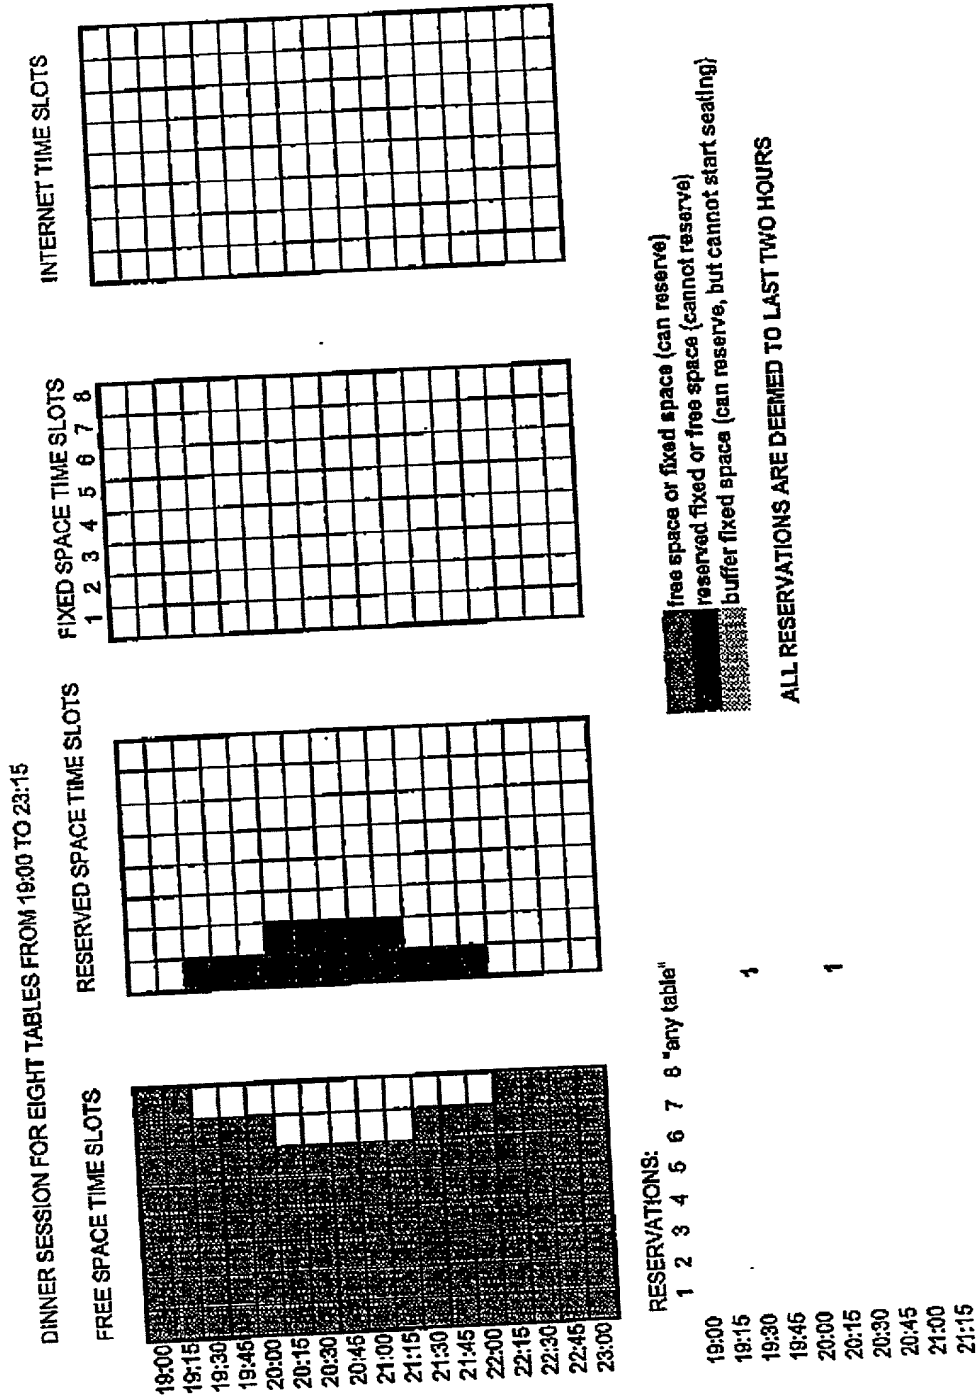 DINNER SESSION FOR EIGHT TABLES FROM 19:00 TO 23:15
FREE SPACE TIME SLOTS
RESERVED SPACE TIME SLOTS
FIXED SPACE TIME SLOTS
INTERNET TIME SLOTS
1 2 3 4 5 6 7 8
19:00
19:15
19:30
19:45
20:00
20:15
20:30
20:45
21:00
21:15
21:30
21:45
22:00
22:15
22:30
22:45
23:00
RESERVATIONS:
1 2 3 4 5 6 7 8 "any table"
19:00
19:15 1
19:30
19:45
20:00 1
20:15
20:30
20:45
21:00
21:15
free space or fixed space (can reserve)
reserved fixed or free space (cannot reserve)
buffer fixed space (can reserve, but cannot start seating)
ALL RESERVATIONS ARE DEEMED TO LAST TWO HOURS